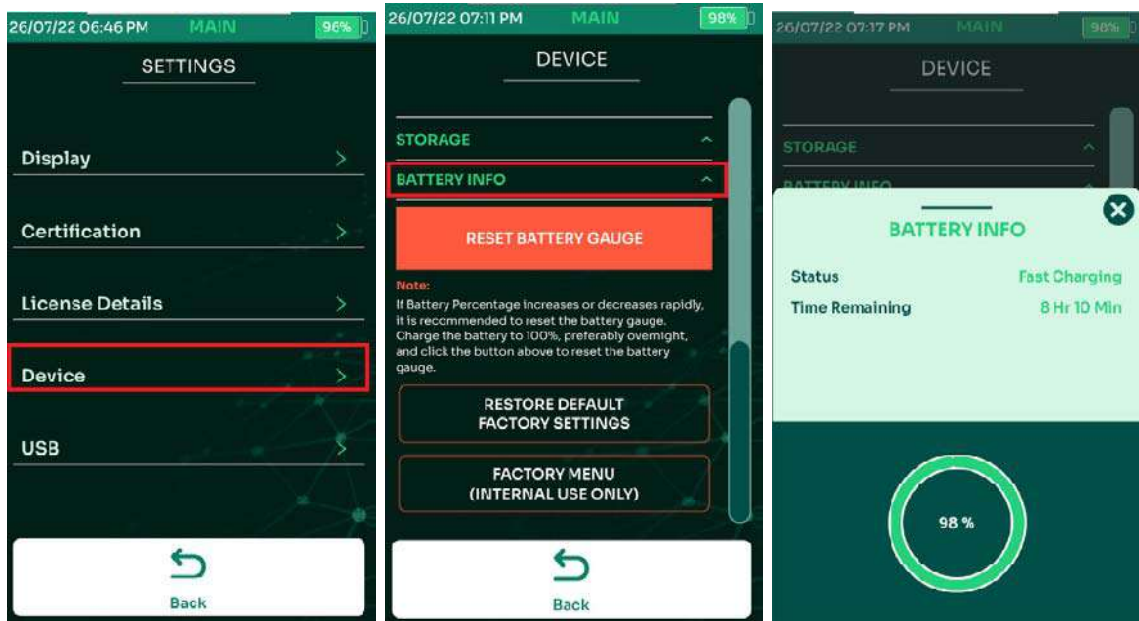 26/07/22 06:46 PM MAIN 96%
SETTINGS
Display
Certification
License Details
Device
USB
Back
26/07/22 07:11 PM MAIN 98%
DEVICE
STORAGE
BATTERY INFO
RESET BATTERY GAUGE
Note:
If Battery Percentage increases or decreases rapidly,
it is recommended to reset the battery gauge.
Charge the battery to 100%, preferably overnight,
and click the button above to reset the battery
gauge.
RESTORE DEFAULT
FACTORY SETTINGS
FACTORY MENU
(INTERNAL USE ONLY)
Back
26/07/22 07:17 PM MAIN 98%
DEVICE
STORAGE
BATTERY INFO
BATTERY INFO
Status Fast Charging
Time Remaining 8 Hr 10 Min
98 %